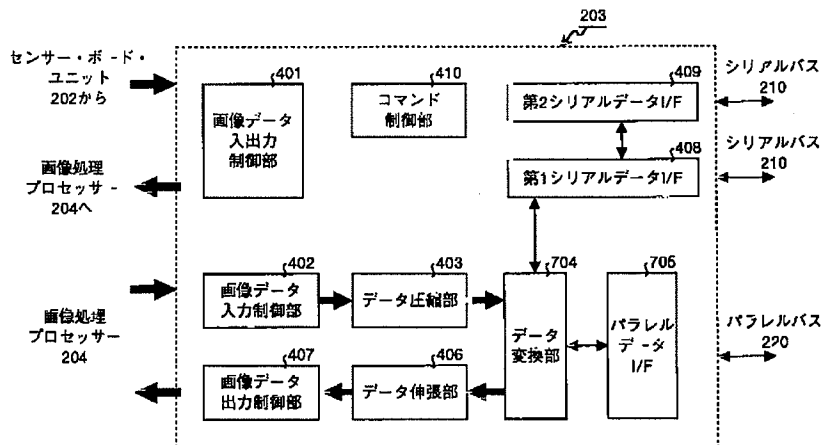 203
センサー・ボード・
ユニット
202から
401
画像データ
入出力
制御部
410
コマンド
制御部
409
第2シリアルデータI/F
シリアルバス
210
408
第1シリアルデータI/F
シリアルバス
210
画像処理
プロセッサー
204へ
402
画像データ
入力制御部
403
データ圧縮部
704
データ
変換部
705
パラレル
データ
I/F
画像処理
プロセッサー
204
パラレルバス
220
407
画像データ
出力制御部
406
データ伸張部